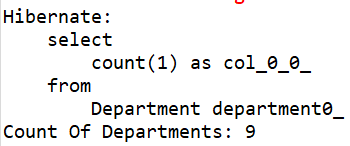 Hibernate:
    select
        count(1) as col_0_0_
    from
        Department department0_
Count Of Departments: 9